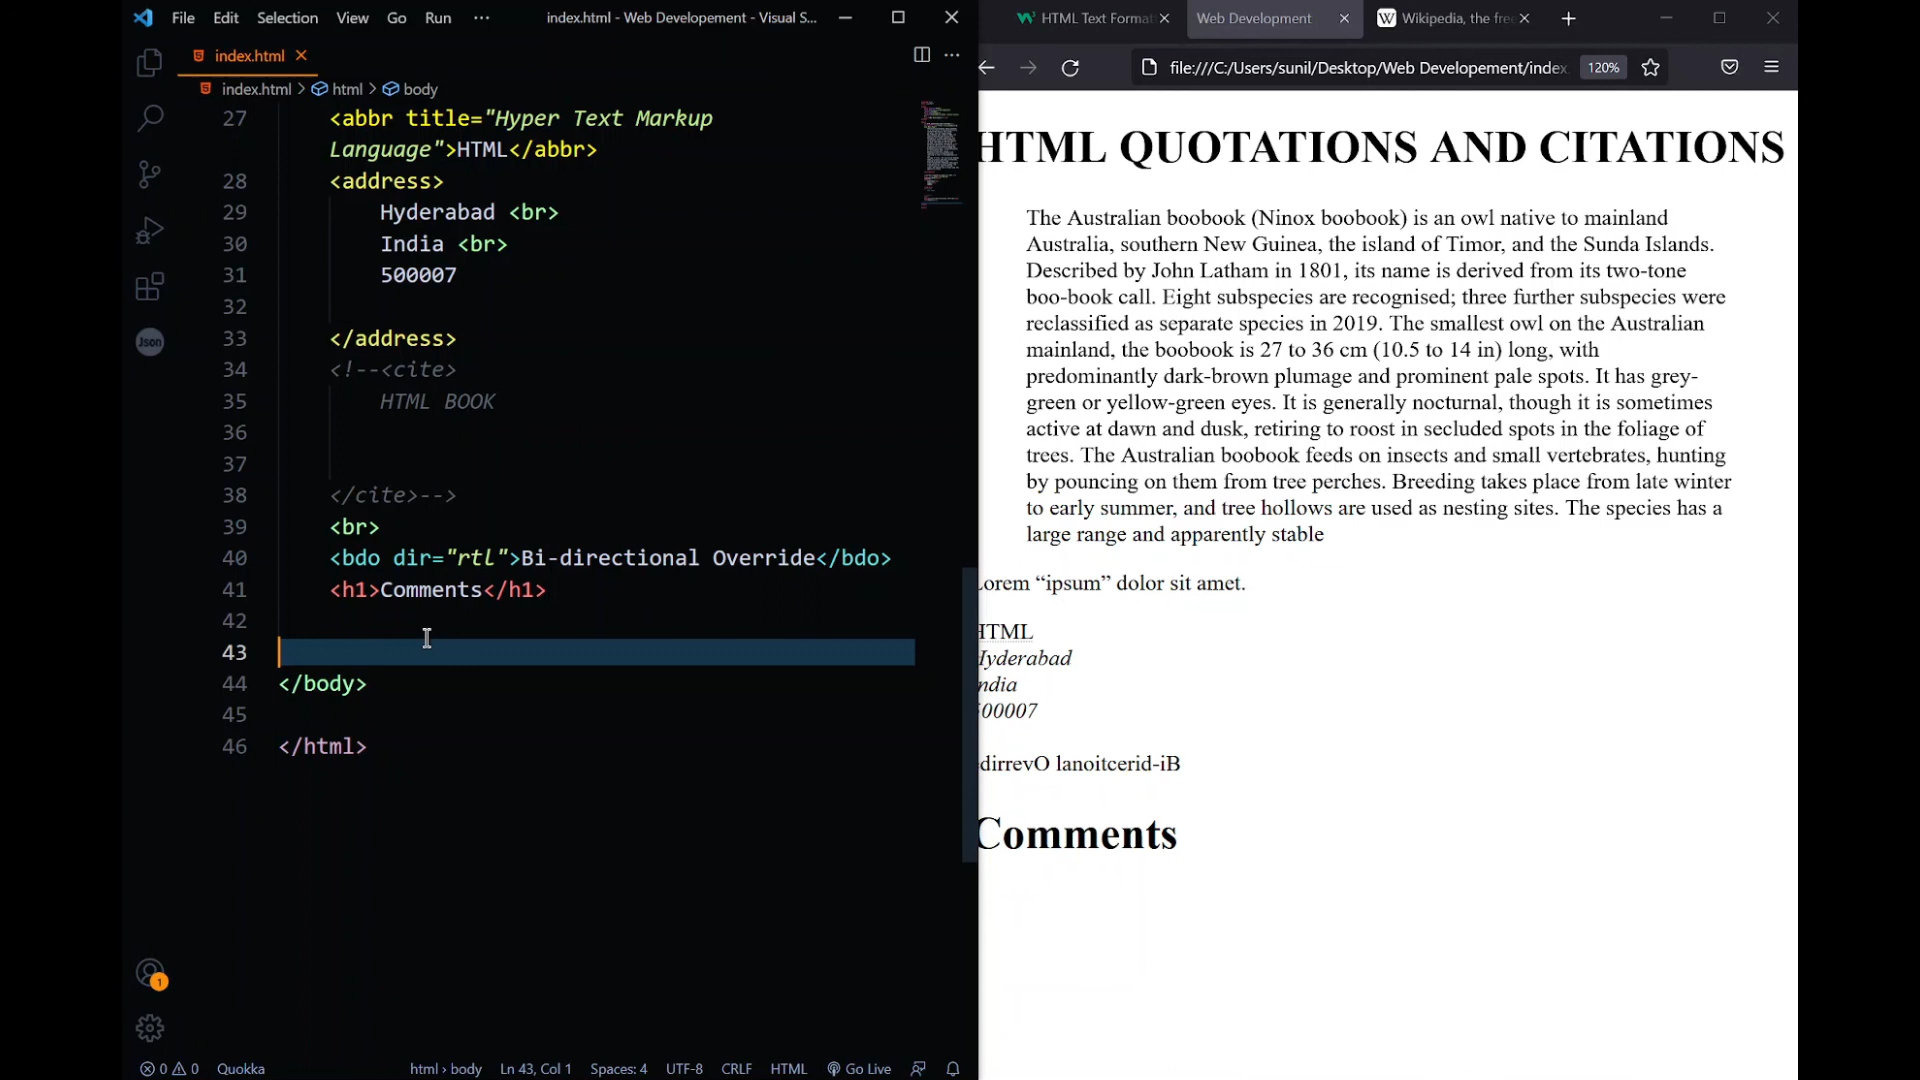 File Edit Selection View Go Run ··· index.html - Web Developement - Visual S...
index.html
index.html > html > body
27 <abbr title="Hyper Text Markup
Language">HTML</abbr>
28 <address>
29 Hyderabad <br>
30 India <br>
31 500007
32
33 </address>
34 <!--<cite>
35 HTML BOOK
36
37
38 </cite>-->
39 <br>
40 <bdo dir="rtl">Bi-directional Override</bdo>
41 <h1>Comments</h1>
42
43
44 </body>
45
46 </html>
Json
1
0 0 Quokka html › body Ln 43, Col 1 Spaces: 4 UTF-8 CRLF HTML Go Live
HTML Text Format Web Development Wikipedia, the fre
file:///C:/Users/sunil/Desktop/Web Developement/index. 120%
HTML QUOTATIONS AND CITATIONS
The Australian boobook (Ninox boobook) is an owl native to mainland
Australia, southern New Guinea, the island of Timor, and the Sunda Islands.
Described by John Latham in 1801, its name is derived from its two-tone
boo-book call. Eight subspecies are recognised; three further subspecies were
reclassified as separate species in 2019. The smallest owl on the Australian
mainland, the boobook is 27 to 36 cm (10.5 to 14 in) long, with
predominantly dark-brown plumage and prominent pale spots. It has grey-
green or yellow-green eyes. It is generally nocturnal, though it is sometimes
active at dawn and dusk, retiring to roost in secluded spots in the foliage of
trees. The Australian boobook feeds on insects and small vertebrates, hunting
by pouncing on them from tree perches. Breeding takes place from late winter
to early summer, and tree hollows are used as nesting sites. The species has a
large range and apparently stable
Lorem “ipsum” dolor sit amet.
HTML
Hyderabad
India
500007
edirrevO lanoitcerid-iB
Comments